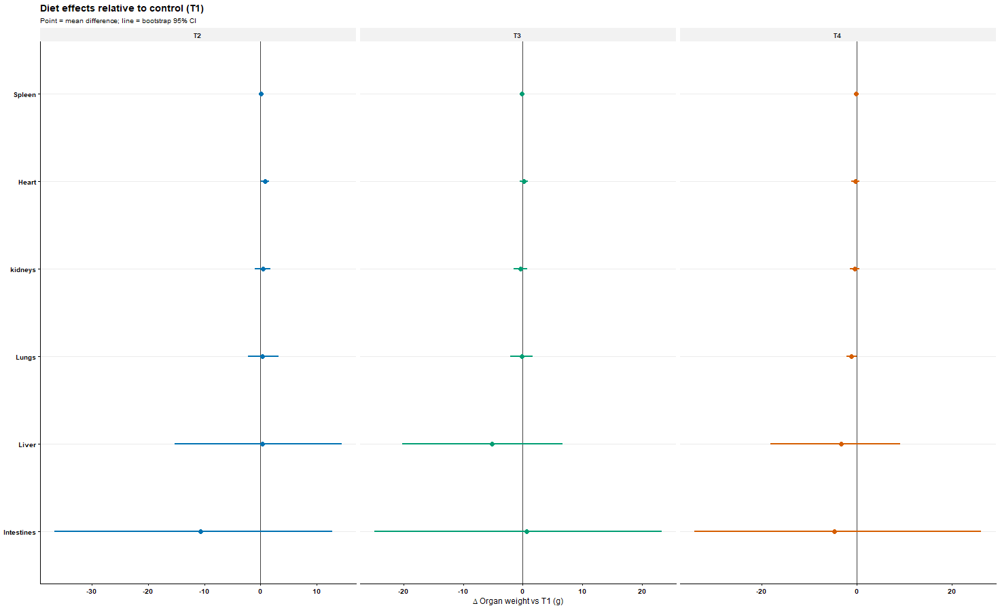 Diet effects relative to control (T1)
Point = mean difference; line = bootstrap 95% CI
T2
T3
T4
Spleen
Heart
kidneys
Lungs
Liver
Intestines
-30 -20 -10 0 10
-20 -10 0 10 20
-20 0 20
Δ Organ weight vs T1 (g)